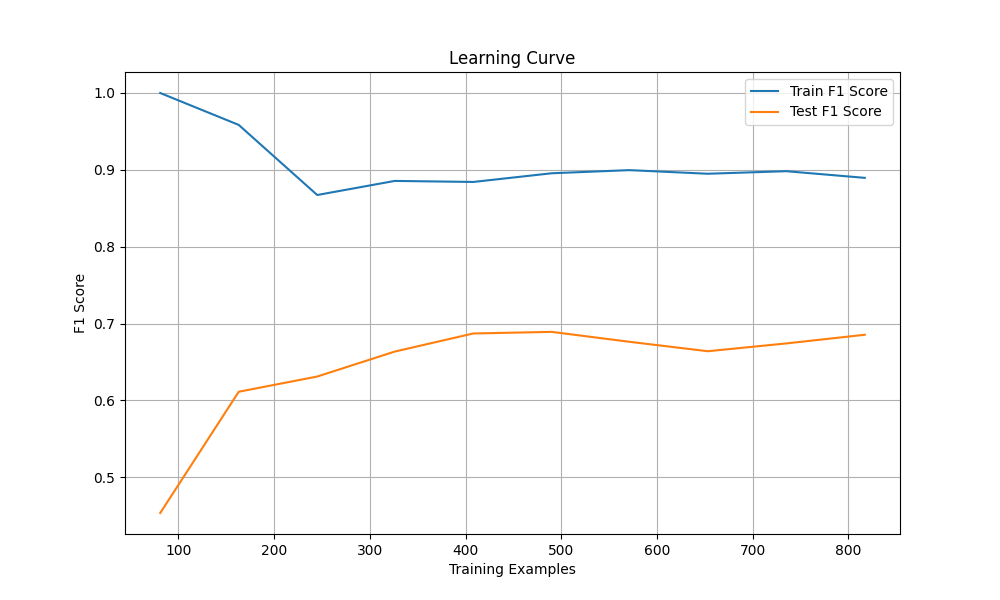 Learning Curve
Train F1 Score
Test F1 Score
F1 Score
1.0
0.9
0.8
0.7
0.6
0.5
100 200 300 400 500 600 700 800
Training Examples